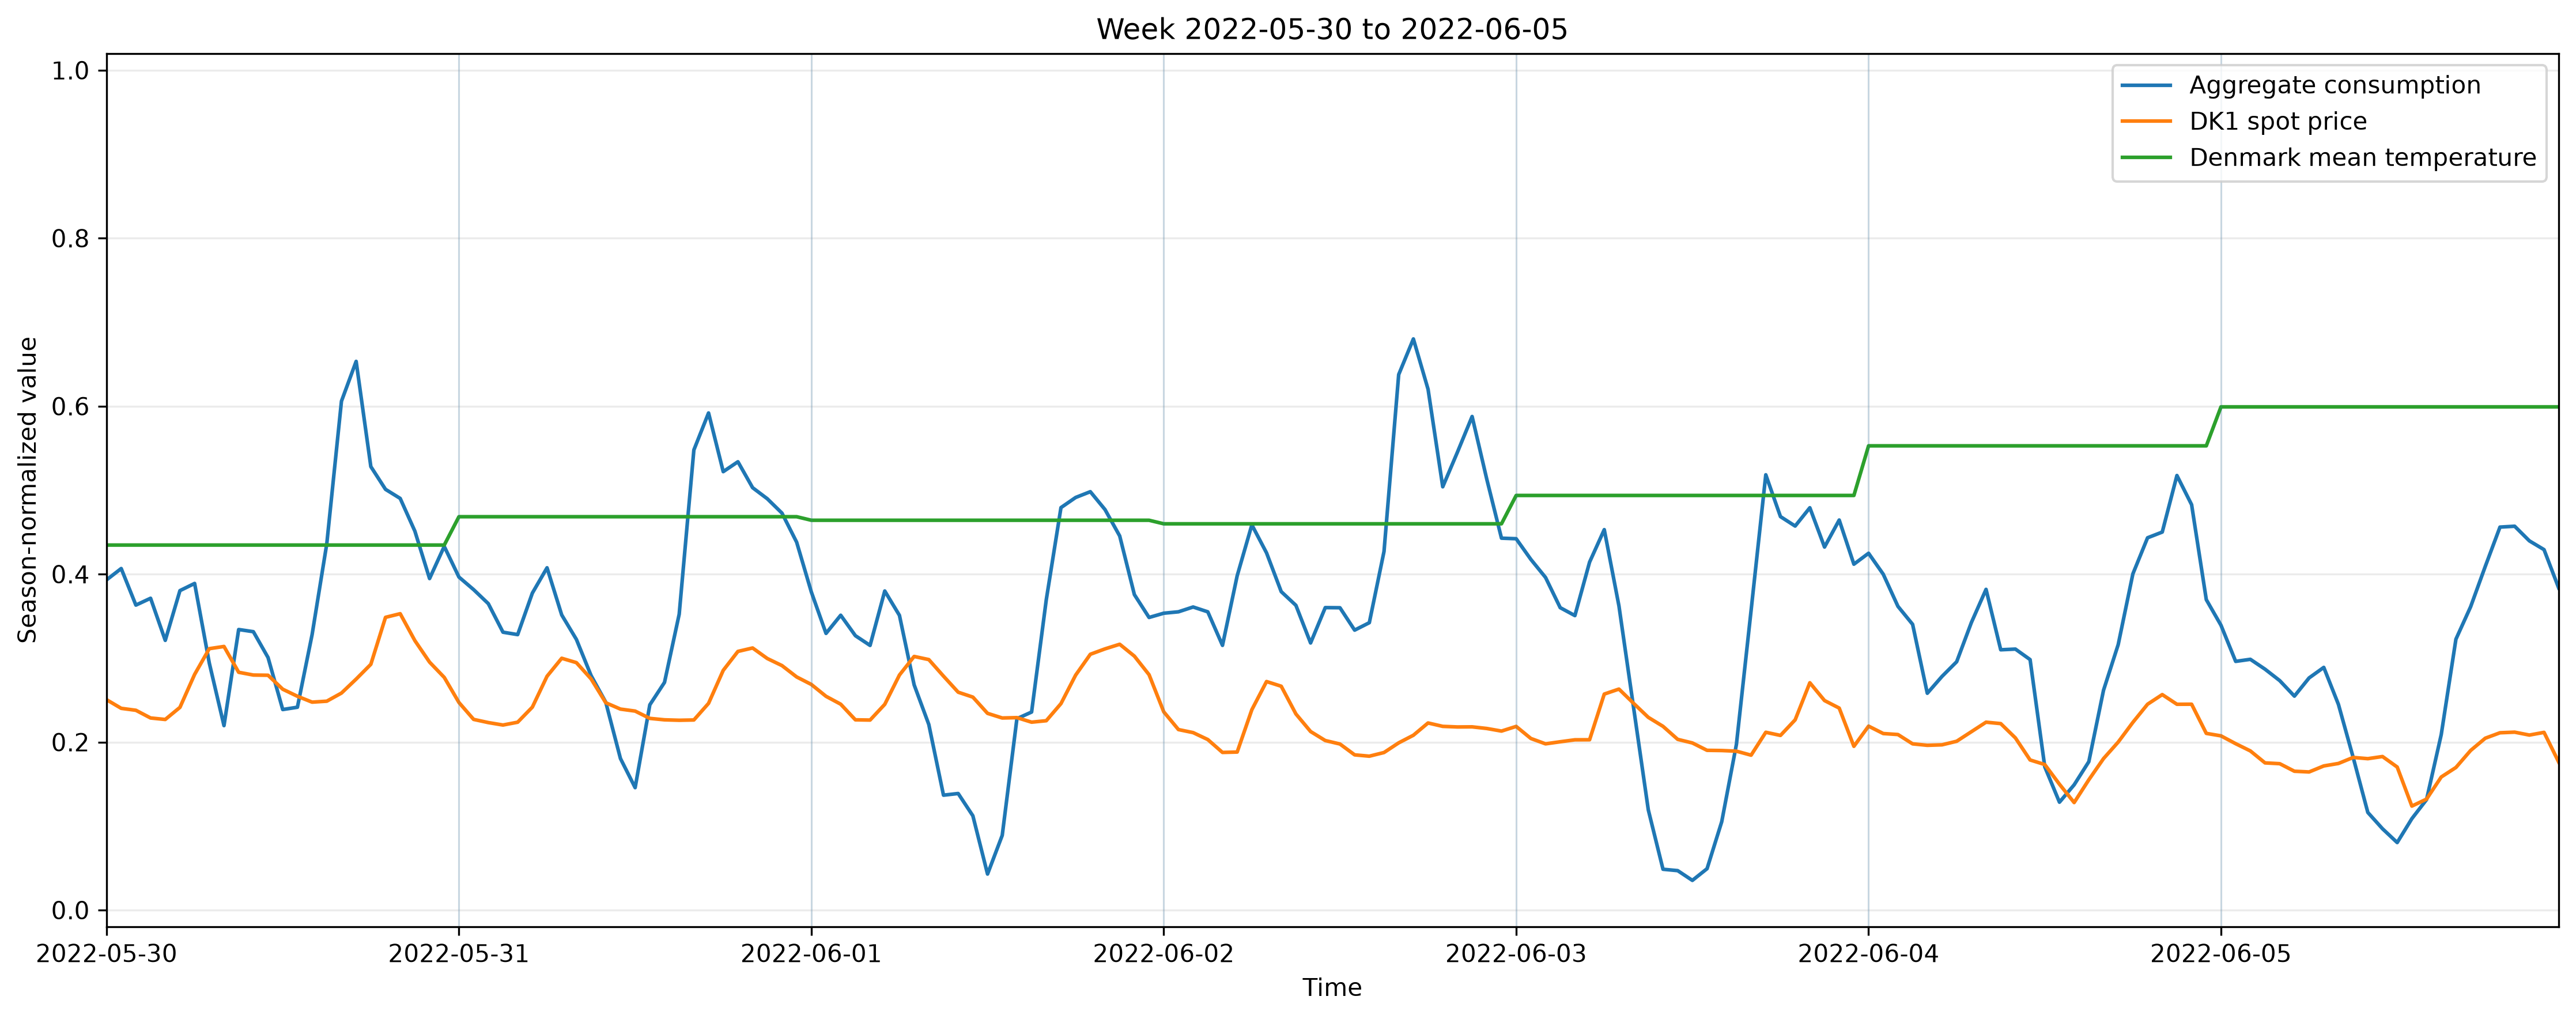 Week 2022-05-30 to 2022-06-05
Aggregate consumption
DK1 spot price
Denmark mean temperature
Season-normalized value
1.0
0.8
0.6
0.4
0.2
0.0
2022-05-30
2022-05-31
2022-06-01
2022-06-02
2022-06-03
2022-06-04
2022-06-05
Time